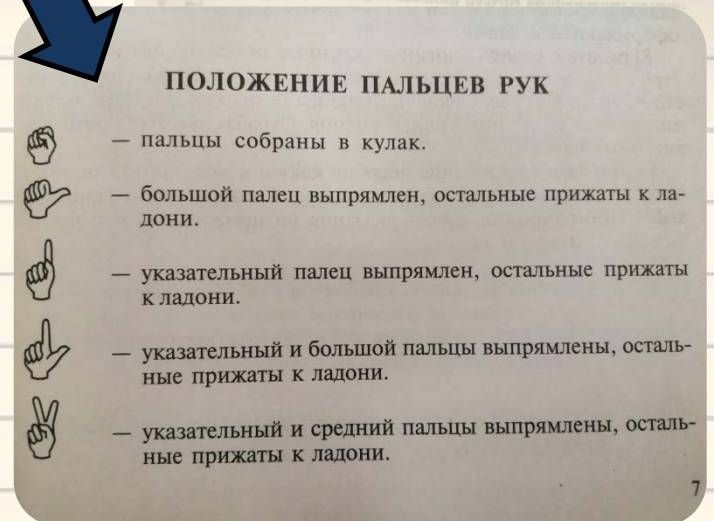 ПОЛОЖЕНИЕ ПАЛЬЦЕВ РУК
— пальцы собраны в кулак.
— большой палец выпрямлен, остальные прижаты к ла-
дони.
— указательный палец выпрямлен, остальные прижаты
к ладони.
— указательный и большой пальцы выпрямлены, осталь-
ные прижаты к ладони.
— указательный и средний пальцы выпрямлены, осталь-
ные прижаты к ладони.
7